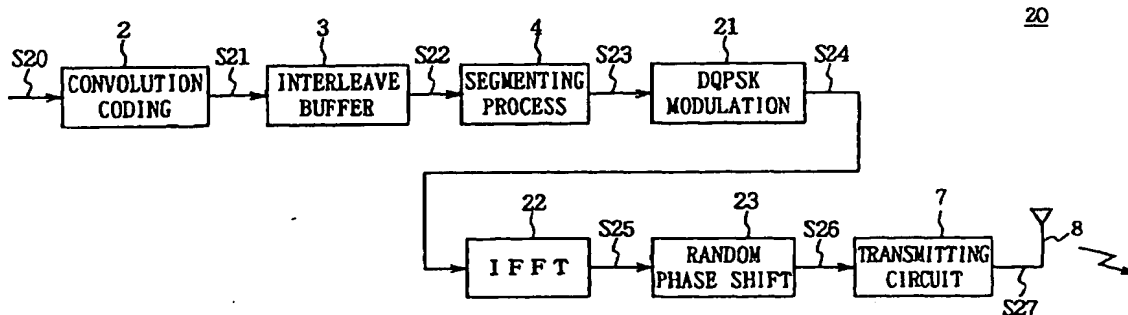 20
2
3
4
21
S20
S21
S22
S23
S24
CONVOLUTION
CODING
INTERLEAVE
BUFFER
SEGMENTING
PROCESS
DQPSK
MODULATION
22
23
7
8
S25
S26
IFFT
RANDOM
PHASE SHIFT
TRANSMITTING
CIRCUIT
S27